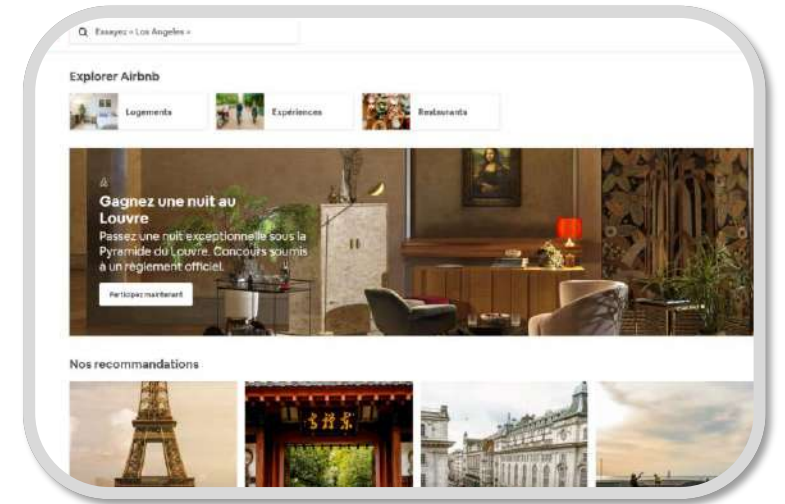 Essayez « Los Angeles »
Explorer Airbnb
Logements
Expériences
Restaurants
Gagnez une nuit au
Louvre
Passez une nuit exceptionnelle sous la
Pyramide du Louvre. Concours soumis
à un règlement officiel.
Participez maintenant
Nos recommandations